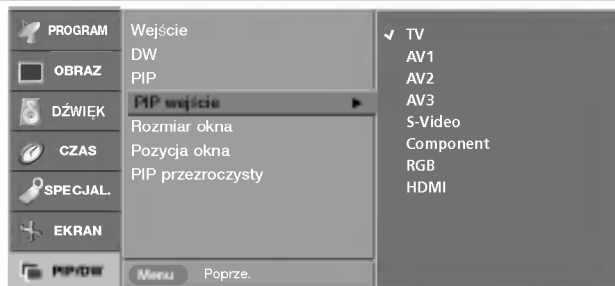 PROGRAM
OBRAZ
DŹWIĘK
CZAS
SPECJAL.
EKRAN
PIP/DW
Wejście
DW
PIP
PIP wejście
Rozmiar okna
Pozycja okna
PIP przezroczysty
Menu Poprze.
TV
AV1
AV2
AV3
S-Video
Component
RGB
HDMI